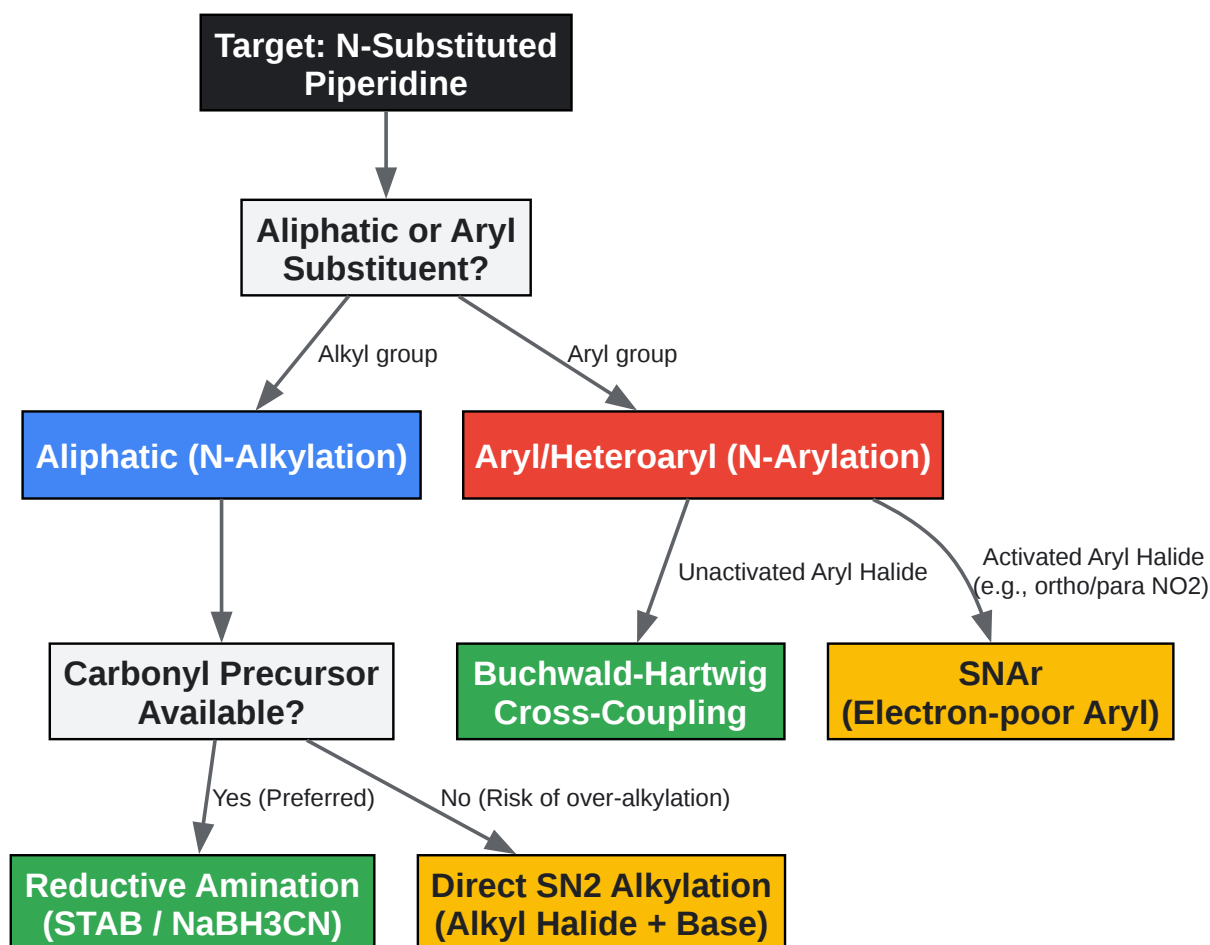 Target: N-Substituted
Piperidine
Aliphatic or Aryl
Substituent?
Alkyl group
Aryl group
Aliphatic (N-Alkylation)
Aryl/Heteroaryl (N-Arylation)
Unactivated Aryl Halide
Activated Aryl Halide
(e.g., ortho/para NO2)
Carbonyl Precursor
Available?
Buchwald-Hartwig
Cross-Coupling
SNAr
(Electron-poor Aryl)
Yes (Preferred)
No (Risk of over-alkylation)
Reductive Amination
(STAB / NaBH3CN)
Direct SN2 Alkylation
(Alkyl Halide + Base)